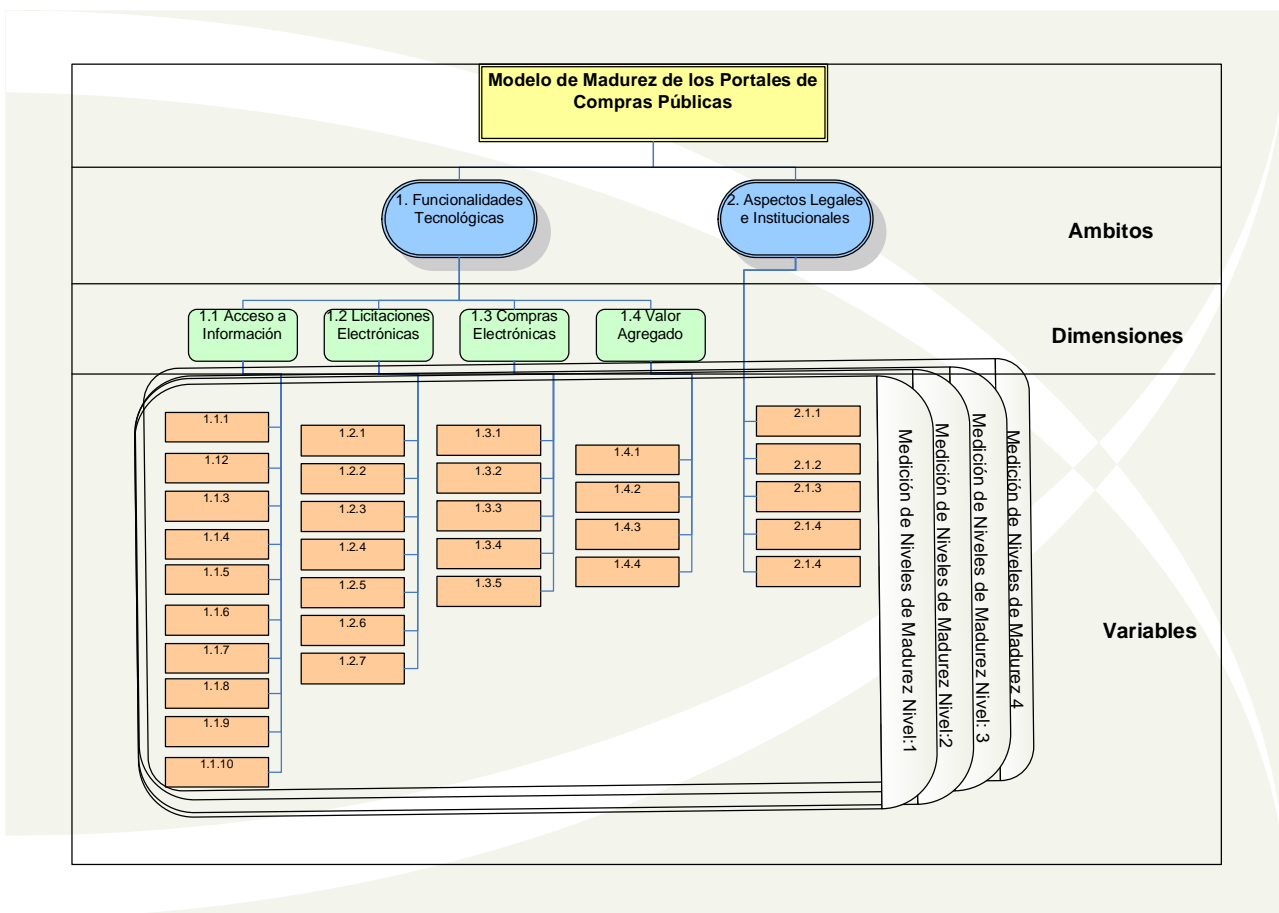 Modelo de Madurez de los Portales de
Compras Públicas
1. Funcionalidades
Tecnológicas
2. Aspectos Legales
e Institucionales
Ambitos
1.1 Acceso a
Información
1.2 Licitaciones
Electrónicas
1.3 Compras
Electrónicas
1.4 Valor
Agregado
Dimensiones
1.1.1
1.12
1.1.3
1.1.4
1.1.5
1.1.6
1.1.7
1.1.8
1.1.9
1.1.10
1.2.1
1.2.2
1.2.3
1.2.4
1.2.5
1.2.6
1.2.7
1.3.1
1.3.2
1.3.3
1.3.4
1.3.5
1.4.1
1.4.2
1.4.3
1.4.4
2.1.1
2.1.2
2.1.3
2.1.4
2.1.4
Medición de Niveles de Madurez Nivel:1
Medición de Niveles de Madurez Nivel:2
Medición de Niveles de Madurez Nivel: 3
Medición de Niveles de Madurez 4
Variables